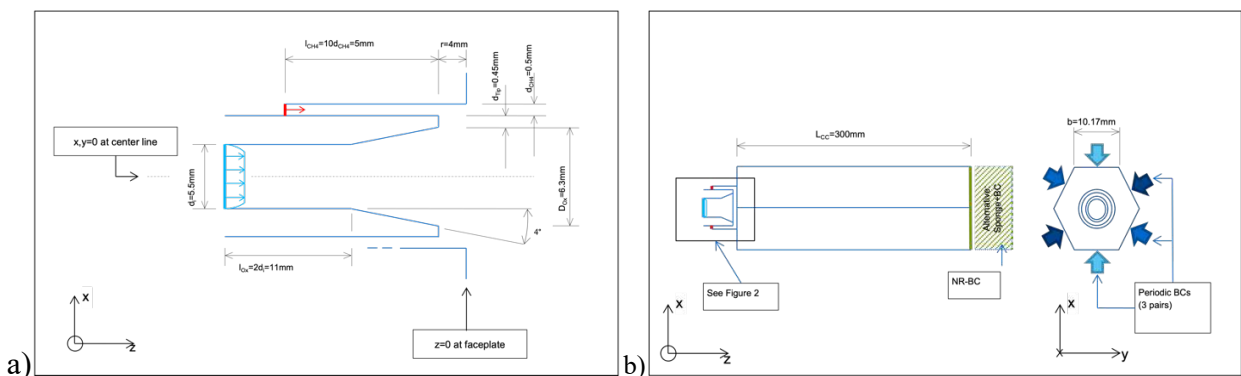 l_CH4=10d_CH4=5mm
r=4mm
d_Tip=0.45mm
d_CH4=0.5mm
x,y=0 at center line
d_i=5.5mm
D_Ox=6.3mm
4°
l_Ox=2d_i=11mm
X
z
z=0 at faceplate
a)
L_CC=300mm
b=10.17mm
Alternative:
Sponge+BC
See Figure 2
NR-BC
Periodic BCs
(3 pairs)
X
z
X
x
y
b)